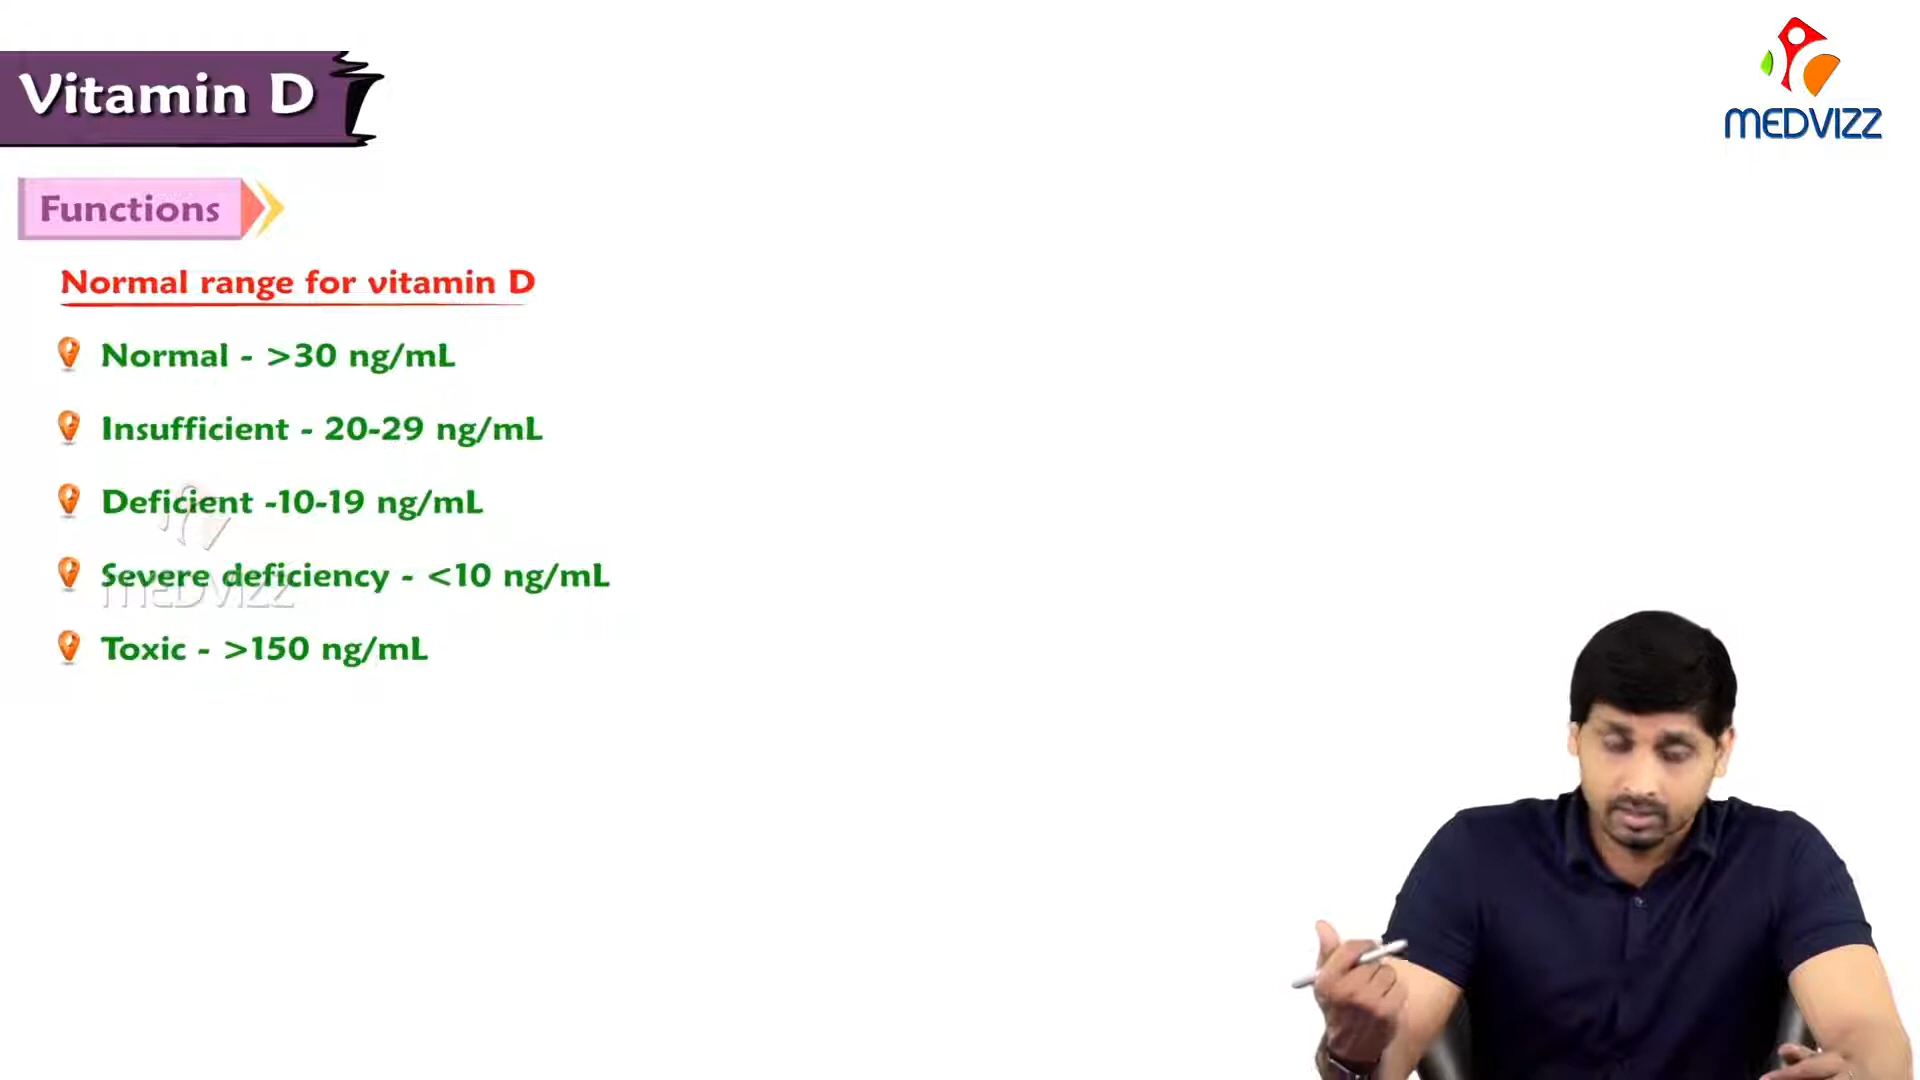 Vitamin D
MEDVIZZ
Functions
Normal range for vitamin D
Normal - >30 ng/mL
Insufficient - 20-29 ng/mL
Deficient -10-19 ng/mL
Severe deficiency - <10 ng/mL
MEDVIZZ
Toxic - >150 ng/mL